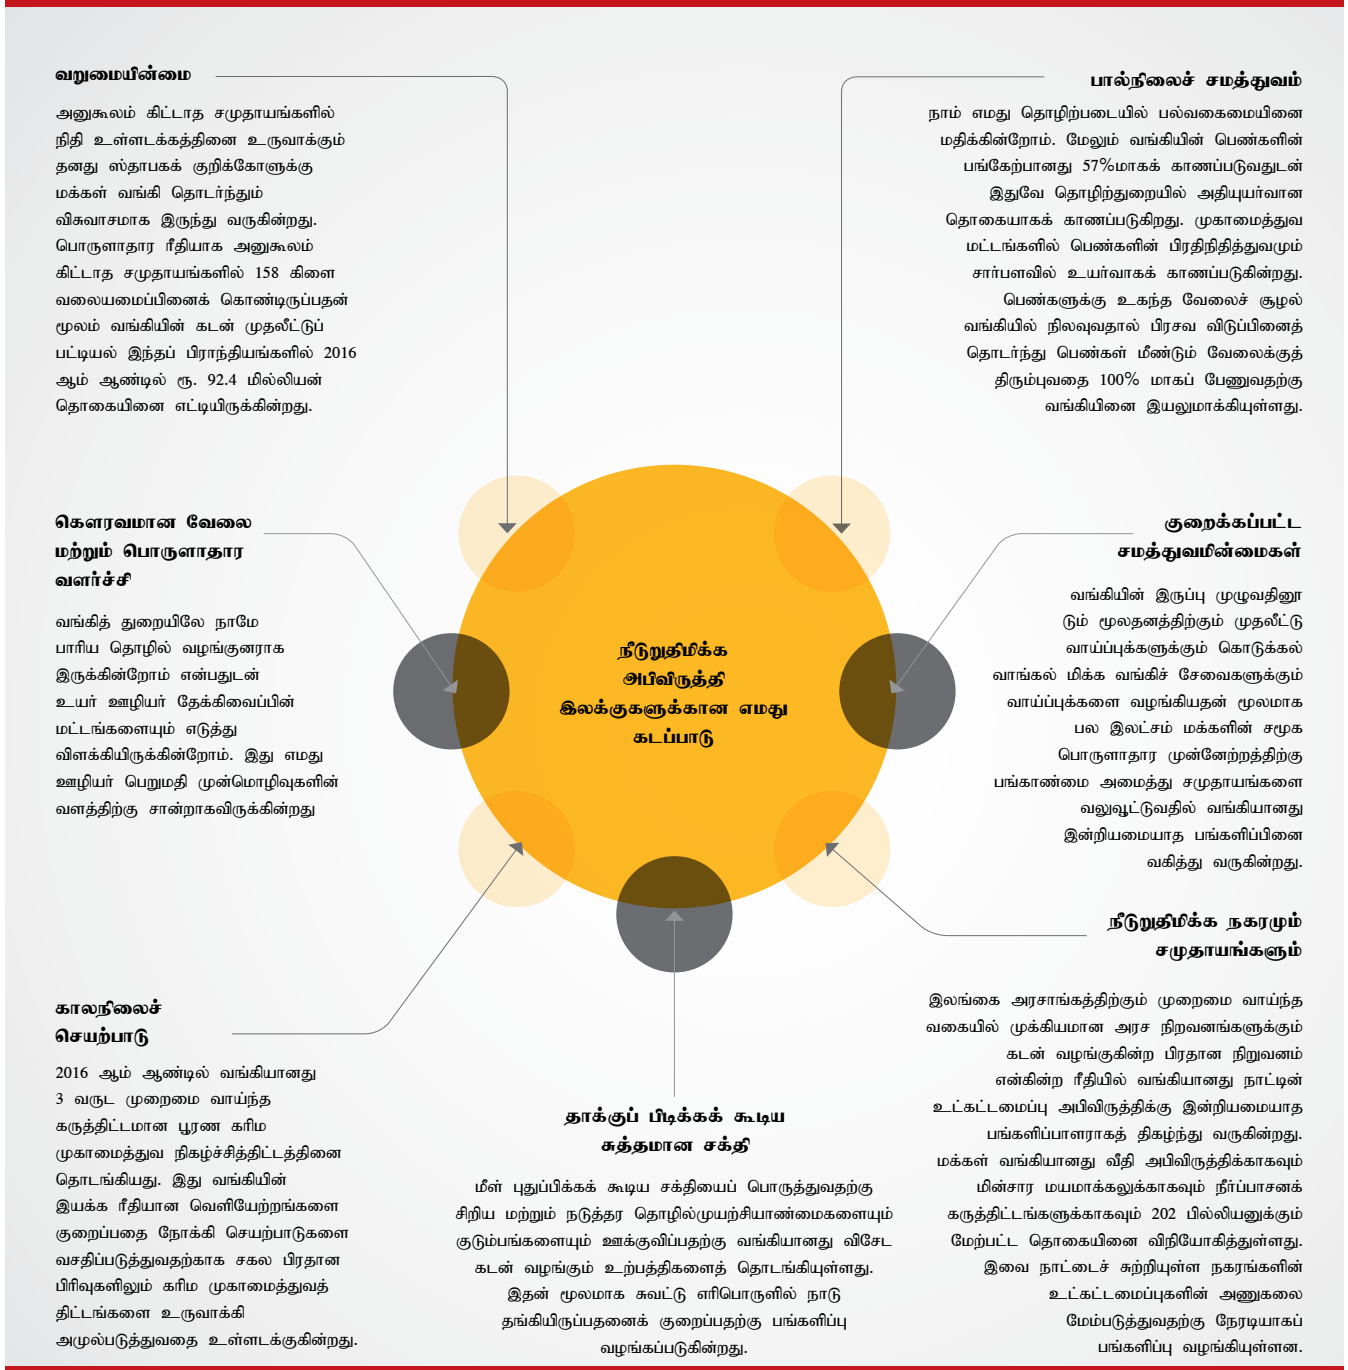 வறுமையின்மை
அனுகூலம் கிட்டாத சமுதாயங்களில்
நிதி உள்ளடக்கத்தினை உருவாக்கும்
தனது ஸ்தாபகக் குறிக்கோளுக்கு
மக்கள் வங்கி தொடர்ந்தும்
விசுவாசமாக இருந்து வருகின்றது.
பொருளாதார ரீதியாக அனுகூலம்
கிட்டாத சமுதாயங்களில் 158 கிளை
வலையமைப்பினைக் கொண்டிருப்பதன்
மூலம் வங்கியின் கடன் முதலீட்டுப்
பட்டியல் இந்தப் பிராந்தியங்களில் 2016
ஆம் ஆண்டில் ரூ. 92.4 மில்லியன்
தொகையினை எட்டியிருக்கின்றது.
பால்நிலைச் சமத்துவம்
நாம் எமது தொழிற்படையில் பல்வகைமையினை
மதிக்கின்றோம். மேலும் வங்கியின் பெண்களின்
பங்கேற்பானது 57%மாகக் காணப்படுவதுடன்
இதுவே தொழிற்துறையில் அதியுயர்வான
தொகையாகக் காணப்படுகிறது. முகாமைத்துவ
மட்டங்களில் பெண்களின் பிரதிநிதித்துவமும்
சார்பளவில் உயர்வாகக் காணப்படுகின்றது.
பெண்களுக்கு உகந்த வேலைச் சூழல்
வங்கியில் நிலவுவதால் பிரசவ விடுப்பினைத்
தொடர்ந்து பெண்கள் மீண்டும் வேலைக்குத்
திரும்புவதை 100% மாகப் பேணுவதற்கு
வங்கியினை இயலுமாக்கியுள்ளது.
கௌரவமான வேலை
மற்றும் பொருளாதார
வளர்ச்சி
வங்கித் துறையிலே நாமே
பாரிய தொழில் வழங்குனராக
இருக்கின்றோம் என்பதுடன்
உயர் ஊழியர் தேக்கிவைப்பின்
மட்டங்களையும் எடுத்து
விளக்கியிருக்கின்றோம். இது எமது
ஊழியர் பெறுமதி முன்மொழிவுகளின்
வளத்திற்கு சான்றாகவிருக்கின்றது
நீடுறுதிமிக்க
அபிவிருத்தி
இலக்குகளுக்கான எமது
கடப்பாடு
குறைக்கப்பட்ட
சமத்துவமின்மைகள்
வங்கியின் இருப்பு முழுவதினூ
டும் மூலதனத்திற்கும் முதலீட்டு
வாய்ப்புக்களுக்கும் கொடுக்கல்
வாங்கல் மிக்க வங்கிச் சேவைகளுக்கும்
வாய்ப்புக்களை வழங்கியதன் மூலமாக
பல இலட்சம் மக்களின் சமூக
பொருளாதார முன்னேற்றத்திற்கு
பங்காண்மை அமைத்து சமுதாயங்களை
வலுவூட்டுவதில் வங்கியானது
இன்றியமையாத பங்களிப்பினை
வகித்து வருகின்றது.
நீடுறுதிமிக்க நகரமும்
சமுதாயங்களும்
இலங்கை அரசாங்கத்திற்கும் முறைமை வாய்ந்த
வகையில் முக்கியமான அரச நிறவனங்களுக்கும்
கடன் வழங்குகின்ற பிரதான நிறுவனம்
என்கின்ற ரீதியில் வங்கியானது நாட்டின்
உட்கட்டமைப்பு அபிவிருத்திக்கு இன்றியமையாத
பங்களிப்பாளராகத் திகழ்ந்து வருகின்றது.
மக்கள் வங்கியானது வீதி அபிவிருத்திக்காகவும்
மின்சார மயமாக்கலுக்காகவும் நீர்ப்பாசனக்
கருத்திட்டங்களுக்காகவும் 202 பில்லியனுக்கும்
மேற்பட்ட தொகையினை விநியோகித்துள்ளது.
இவை நாட்டைச் சுற்றியுள்ள நகரங்களின்
உட்கட்டமைப்புகளின் அணுகலை
மேம்படுத்துவதற்கு நேரடியாகப்
பங்களிப்பு வழங்கியுள்ளன.
காலநிலைச்
செயற்பாடு
2016 ஆம் ஆண்டில் வங்கியானது
3 வருட முறைமை வாய்ந்த
கருத்திட்டமான பூரண கரிம
முகாமைத்துவ நிகழ்ச்சித்திட்டத்தினை
தொடங்கியது. இது வங்கியின்
இயக்க ரீதியான வெளியேற்றங்களை
குறைப்பதை நோக்கி செயற்பாடுகளை
வசதிப்படுத்துவதற்காக சகல பிரதான
பிரிவுகளிலும் கரிம முகாமைத்துவத்
திட்டங்களை உருவாக்கி
அமுல்படுத்துவதை உள்ளடக்குகின்றது.
தாக்குப் பிடிக்கக் கூடிய
சுத்தமான சக்தி
மீள் புதுப்பிக்கக் கூடிய சக்தியைப் பொருத்துவதற்கு
சிறிய மற்றும் நடுத்தர தொழில்முயற்சியாண்மைகளையும்
குடும்பங்களையும் ஊக்குவிப்பதற்கு வங்கியானது விசேட
கடன் வழங்கும் உற்பத்திகளைத் தொடங்கியுள்ளது.
இதன் மூலமாக சுவட்டு எரிபொருளில் நாடு
தங்கியிருப்பதனைக் குறைப்பதற்கு பங்களிப்பு
வழங்கப்படுகின்றது.